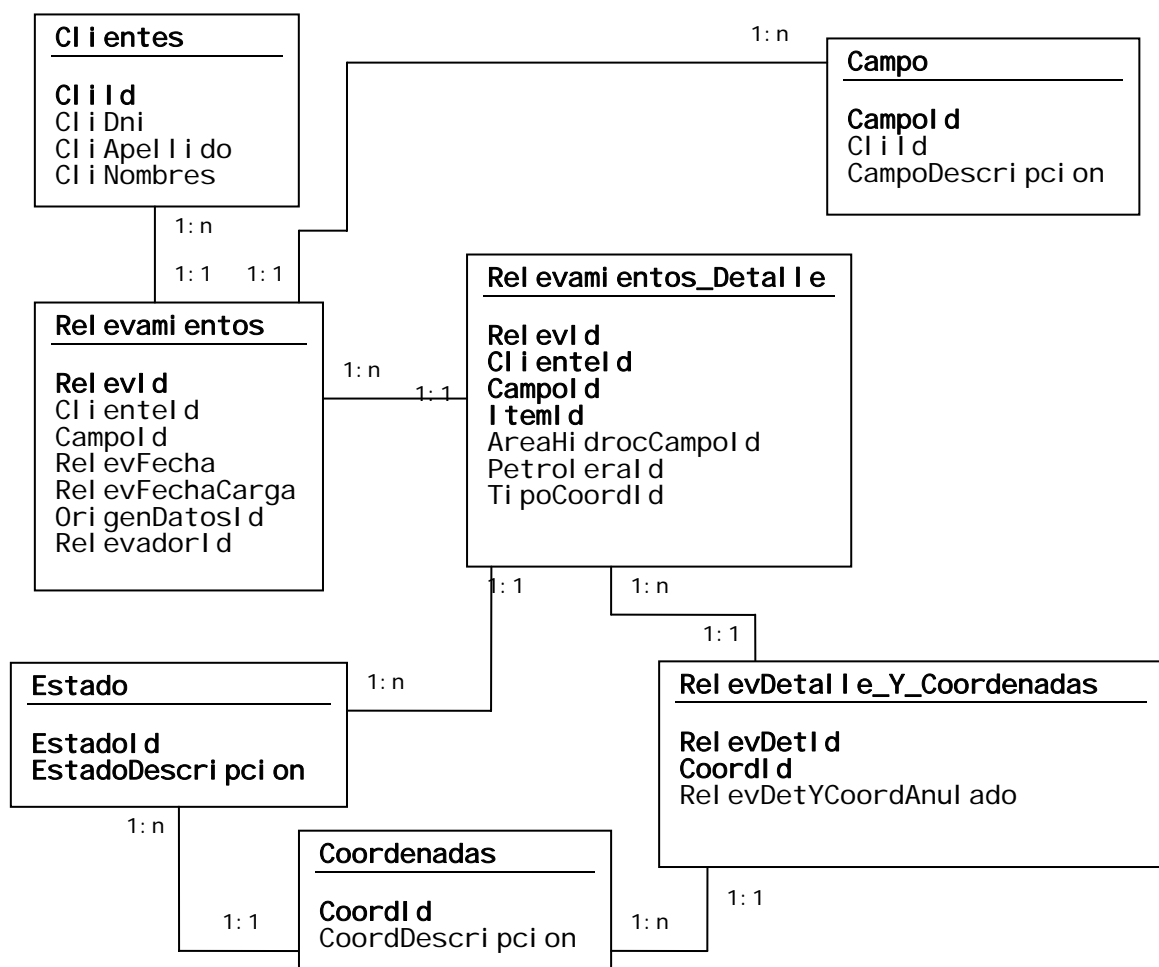 Clientes
CliId
CliDni
CliApellido
CliNombres
1:n
Campo
CampoId
CliId
CampoDescripcion
1:n
1:1
1:1
Relevamientos_Detalle
RelevId
ClienteId
CampoId
ItemId
AreaHidrocCampoId
PetroleraId
TipoCoordId
Relevamientos
RelevId
ClienteId
CampoId
RelevFecha
RelevFechaCarga
OrigenDatosId
RelevadorId
1:n
1:1
1:1
1:n
1:1
Estado
EstadoId
EstadoDescripcion
1:n
RelevDetalle_Y_Coordenadas
RelevDetId
CoordId
RelevDetYCoordAnulado
1:n
Coordenadas
CoordId
CoordDescripcion
1:1
1:n
1:1